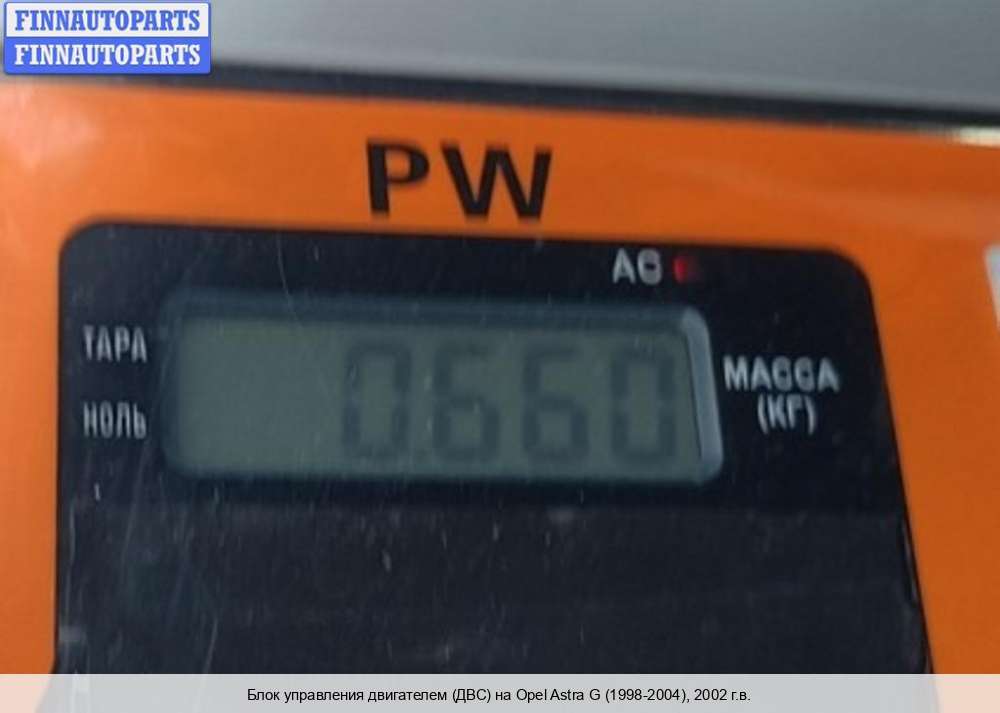 FINNAUTOPARTS
FINNAUTOPARTS
PW
AC
ТАРА
0.660
МАССА
(КГ)
НОЛЬ
Блок управления двигателем (ДВС) на Opel Astra G (1998-2004), 2002 г.в.